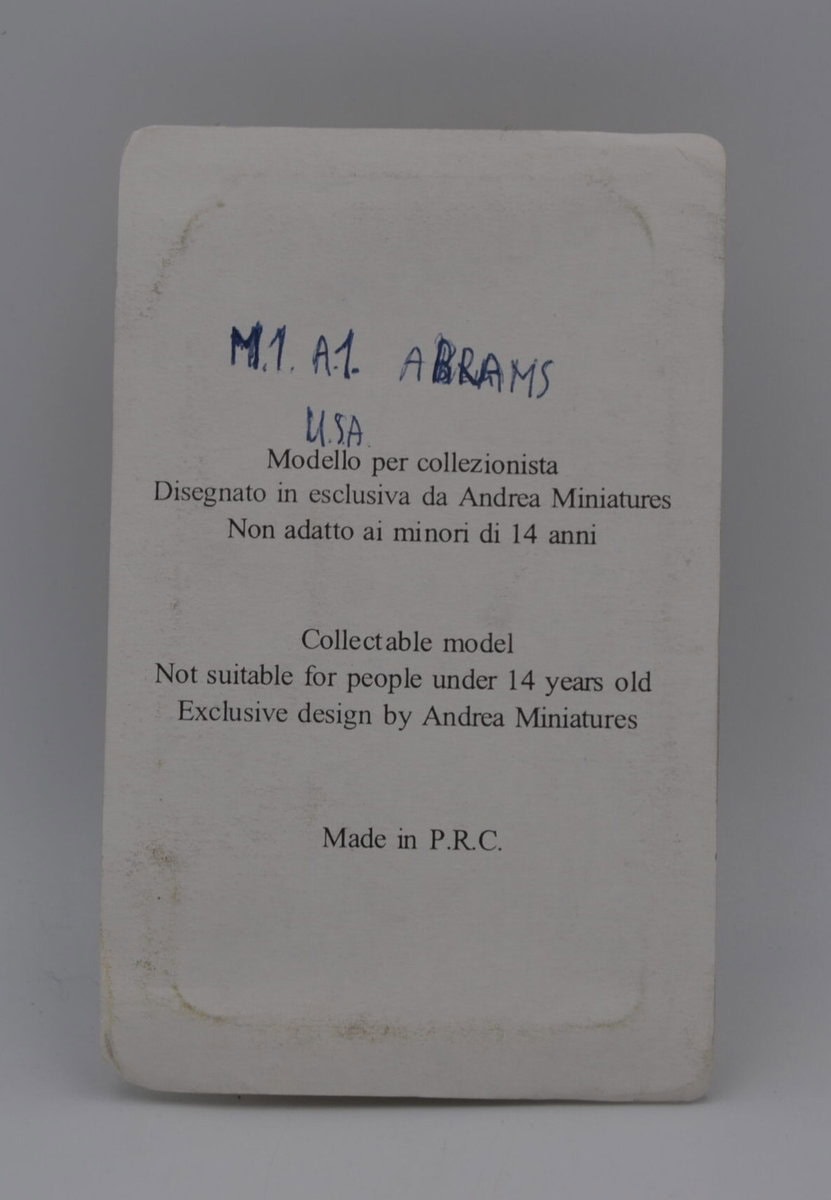 M.1. A.1. ABRAMS
U.S.A.
Modello per collezionista
Disegnato in esclusiva da Andrea Miniatures
Non adatto ai minori di 14 anni
Collectable model
Not suitable for people under 14 years old
Exclusive design by Andrea Miniatures
Made in P.R.C.